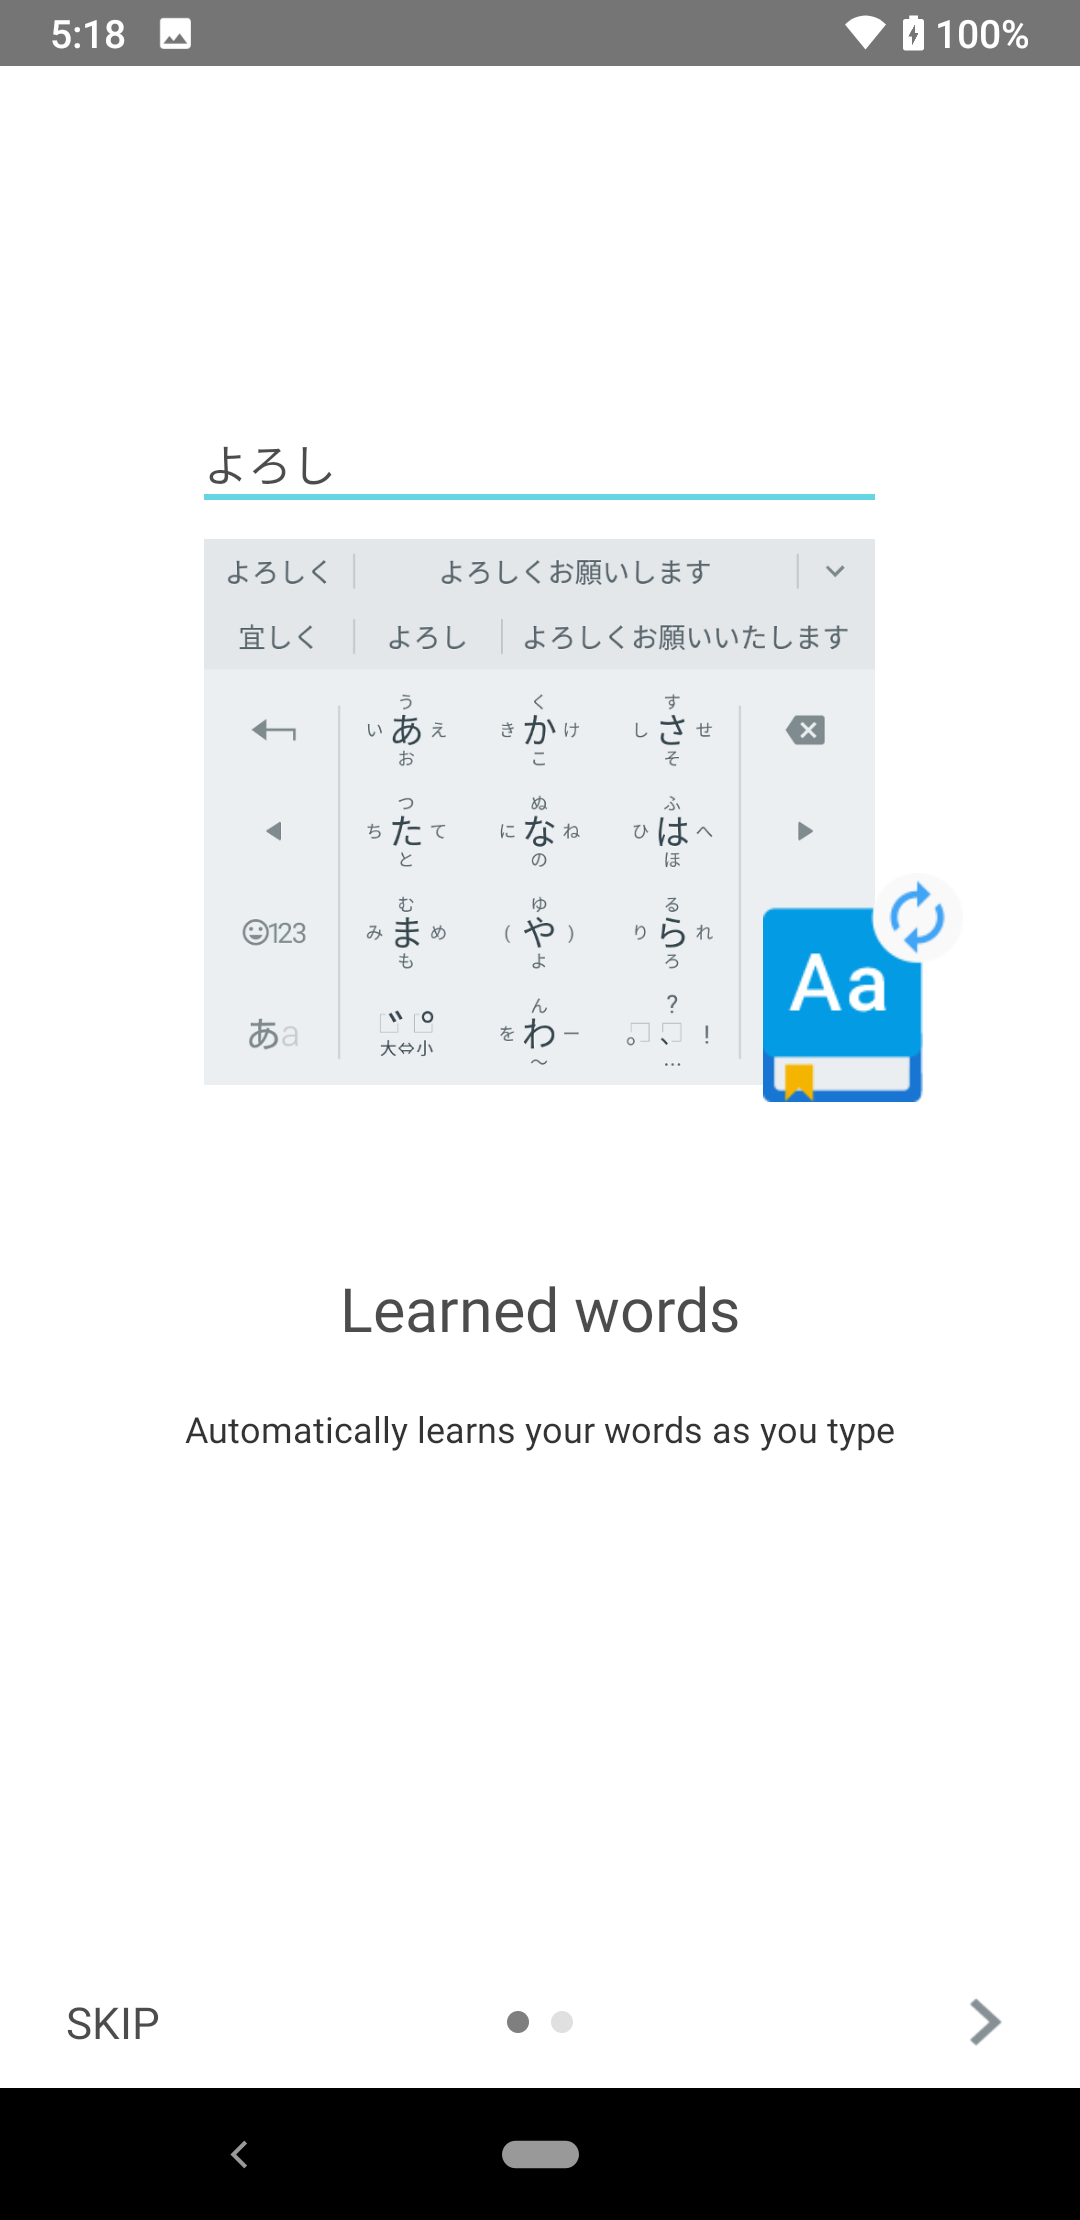 5:18 100%
よろし
よろしく よろしくお願いします
宜しく よろし よろしくお願いいたします
う く す
い あ え き か け し さ せ
お こ そ
つ ぬ ふ
ち た て に な ね ひ は へ
と の ほ
む ゆ る
☺123 み ま め ( や ) り ら れ
も よ ろ
ん ?
あa ゛ ゜ を わ ー 。 、 !
大⇔小 〜 …
Aa
Learned words
Automatically learns your words as you type
SKIP